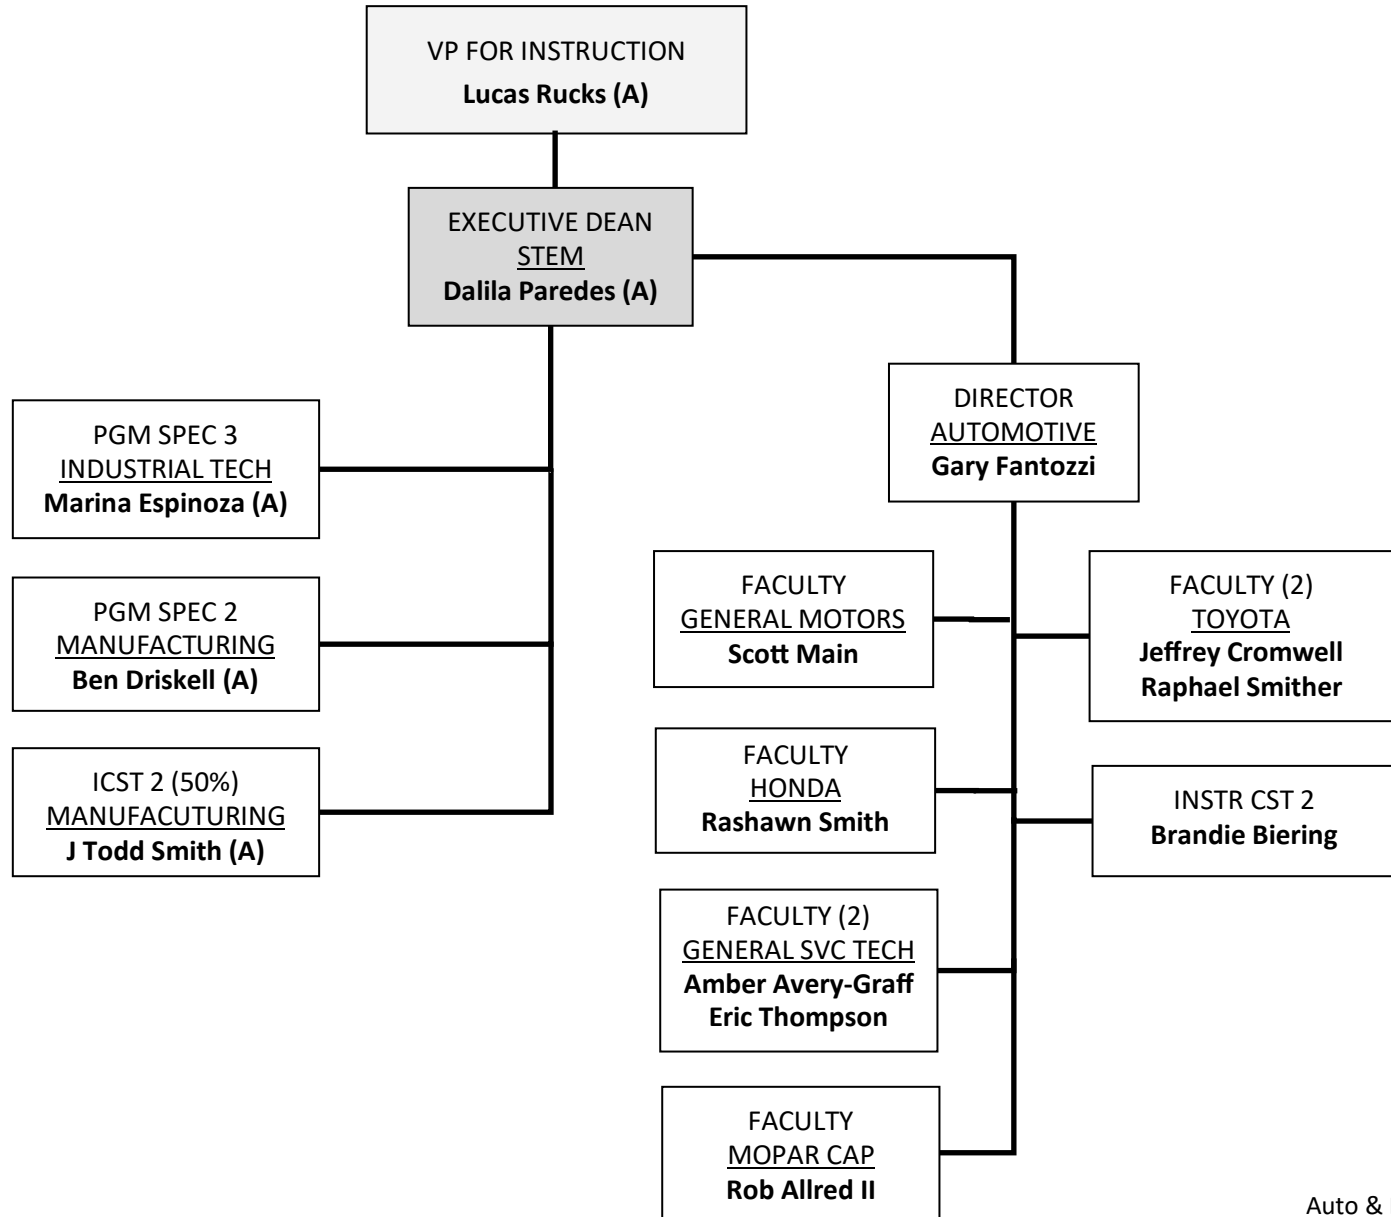 VP FOR INSTRUCTION
Lucas Rucks (A)
EXECUTIVE DEAN
STEM
Dalila Paredes (A)
PGM SPEC 3
INDUSTRIAL TECH
Marina Espinoza (A)
PGM SPEC 2
MANUFACTURING
Ben Driskell (A)
ICST 2 (50%)
MANUFACUTURING
J Todd Smith (A)
DIRECTOR
AUTOMOTIVE
Gary Fantozzi
FACULTY
GENERAL MOTORS
Scott Main
FACULTY (2)
TOYOTA
Jeffrey Cromwell
Raphael Smither
FACULTY
HONDA
Rashawn Smith
INSTR CST 2
Brandie Biering
FACULTY (2)
GENERAL SVC TECH
Amber Avery-Graff
Eric Thompson
FACULTY
MOPAR CAP
Rob Allred II
Auto &